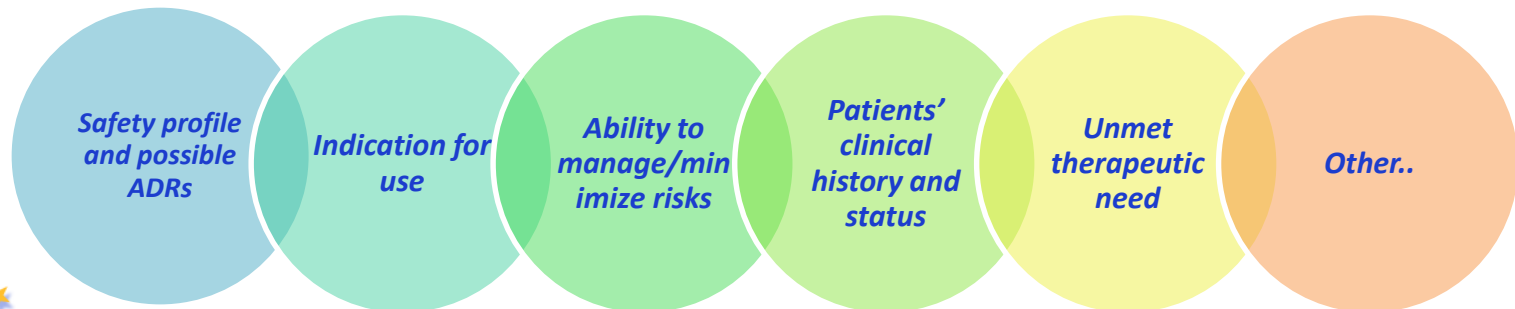 Safety profile
and possible
ADRs
Indication for
use
Ability to
manage/min
imize risks
Patients’
clinical
history and
status
Unmet
therapeutic
need
Other..